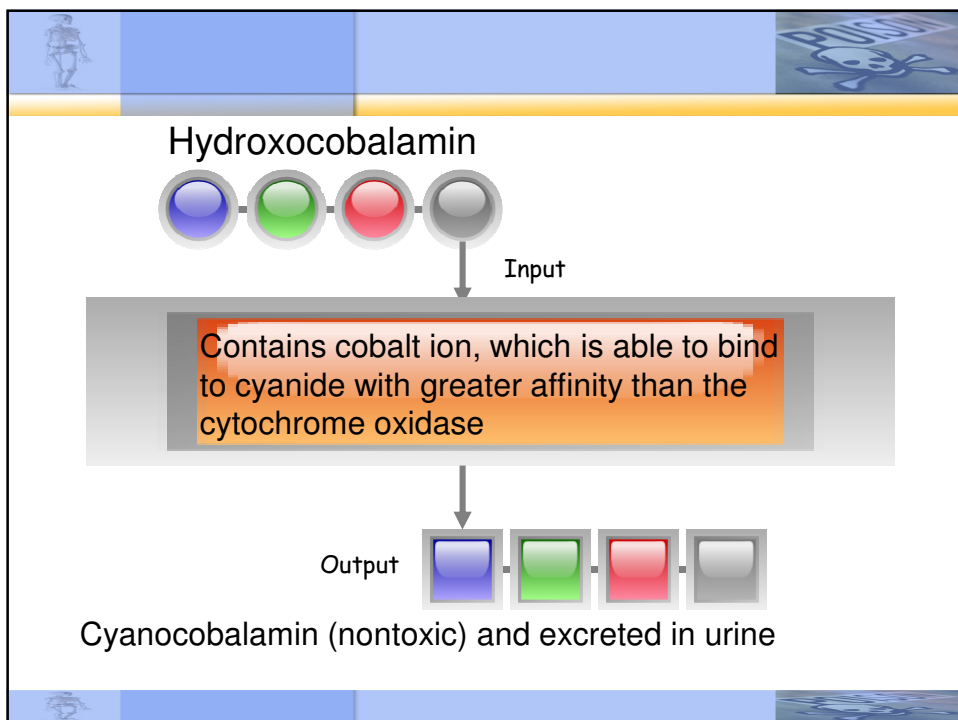 POISON
Hydroxocobalamin
Input
Contains cobalt ion, which is able to bind
to cyanide with greater affinity than the
cytochrome oxidase
Output
Cyanocobalamin (nontoxic) and excreted in urine